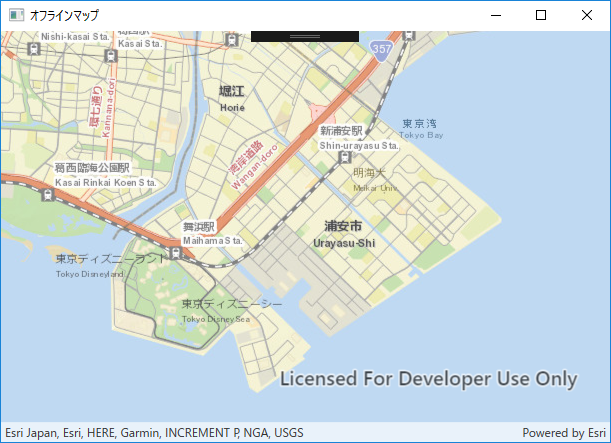 オフラインマップ
Nishi-kasai Sta.
葛西駅
Kasai Sta.
357
環七通り
Kannana-dori
堀江
Horie
東京湾
Tokyo Bay
新浦安駅
Shin-urayasu Sta.
湾岸道路
Wangan-doro
明海大
Meikai Univ.
葛西臨海公園駅
Kasai Rinkai Koen Sta.
舞浜駅
Maihama Sta.
浦安市
Urayasu-Shi
東京ディズニーランド
Tokyo Disneyland
東京ディズニーシー
Tokyo DisneySea
Licensed For Developer Use Only
Esri Japan, Esri, HERE, Garmin, INCREMENT P, NGA, USGS
Powered by Esri